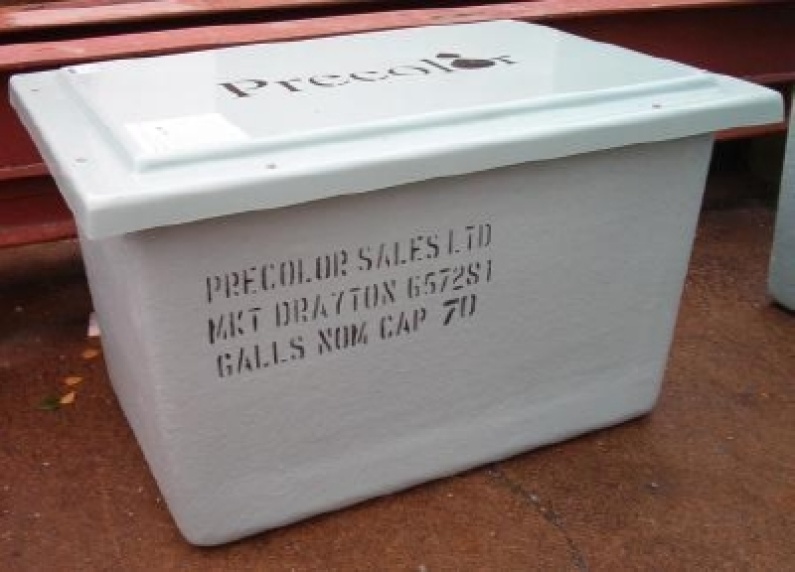 Precolor
PRECOLOR SALES LTD
MKT DRAYTON 657281
GALLS NOM CAP 70